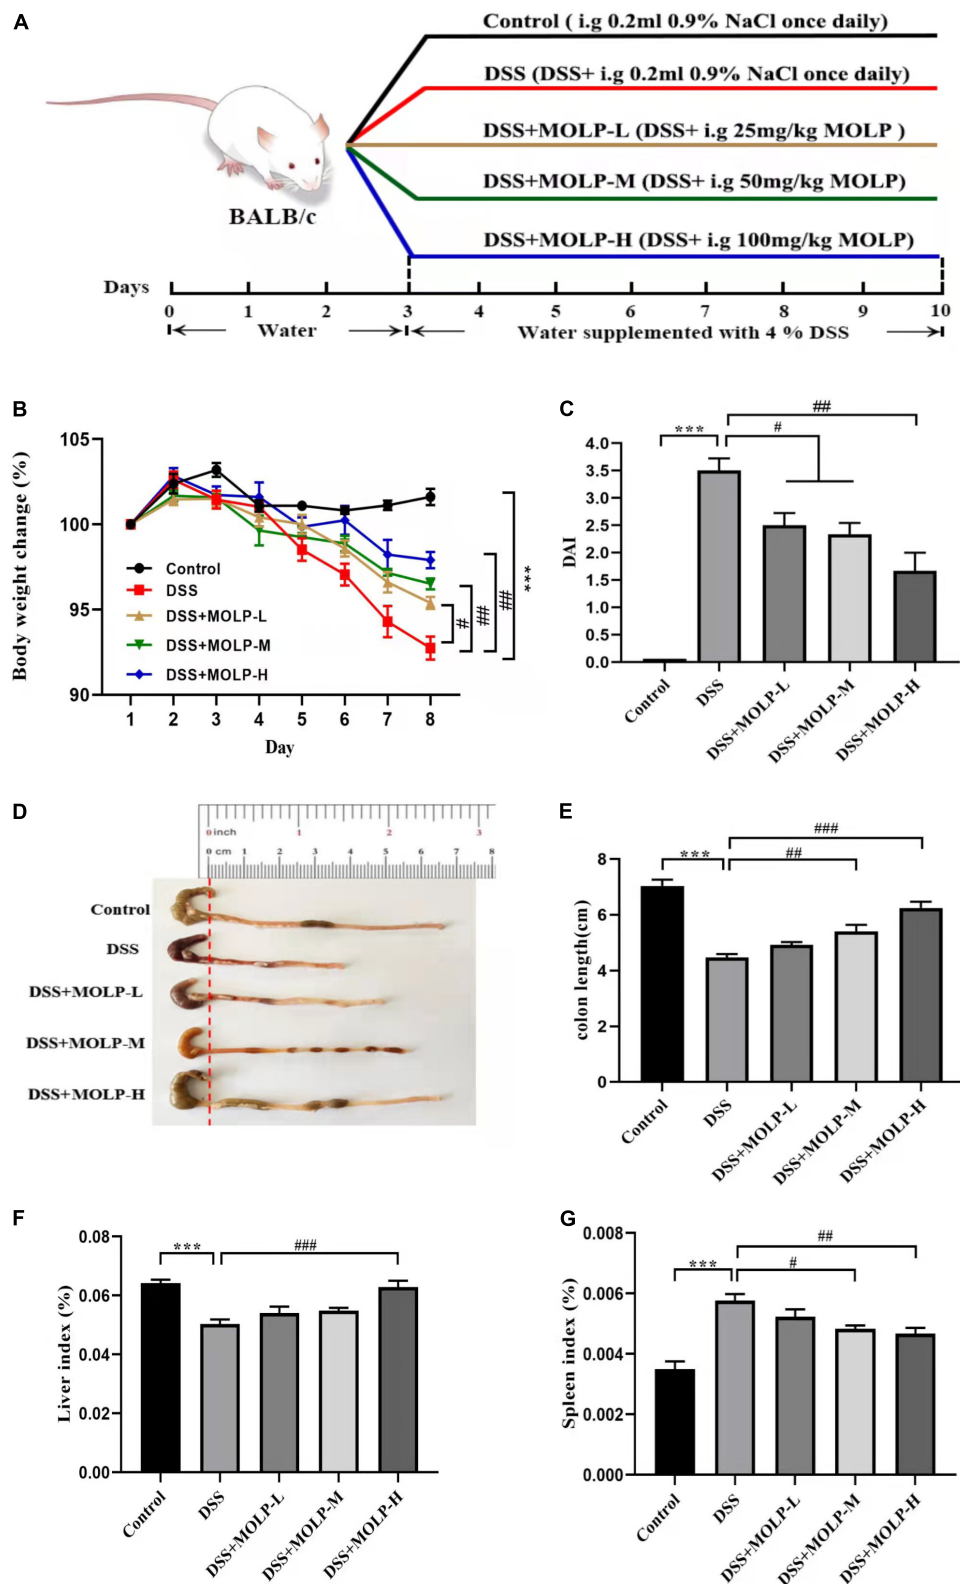 A
Control ( i.g 0.2ml 0.9% NaCl once daily)
DSS (DSS+ i.g 0.2ml 0.9% NaCl once daily)
DSS+MOLP-L (DSS+ i.g 25mg/kg MOLP )
DSS+MOLP-M (DSS+ i.g 50mg/kg MOLP)
DSS+MOLP-H (DSS+ i.g 100mg/kg MOLP)
BALB/c
Days
0 1 2 3 4 5 6 7 8 9 10
Water
Water supplemented with 4 % DSS
B
Body weight change (%)
105
100
95
90
Control
DSS
DSS+MOLP-L
DSS+MOLP-M
DSS+MOLP-H
#
##
##
***
1 2 3 4 5 6 7 8
Day
C
DAI
4.0
3.5
3.0
2.5
2.0
1.5
1.0
0.5
0.0
##
***
#
Control
DSS
DSS+MOLP-L
DSS+MOLP-M
DSS+MOLP-H
D
0 inch 1 2 3
0 cm 1 2 3 4 5 6 7 8
Control
DSS
DSS+MOLP-L
DSS+MOLP-M
DSS+MOLP-H
E
colon length(cm)
8
6
4
2
0
###
***
##
Control
DSS
DSS+MOLP-L
DSS+MOLP-M
DSS+MOLP-H
F
Liver index (%)
0.08
0.06
0.04
0.02
0.00
***
###
Control
DSS
DSS+MOLP-L
DSS+MOLP-M
DSS+MOLP-H
G
Spleen index (%)
0.008
0.006
0.004
0.002
0.000
##
***
#
Control
DSS
DSS+MOLP-L
DSS+MOLP-M
DSS+MOLP-H